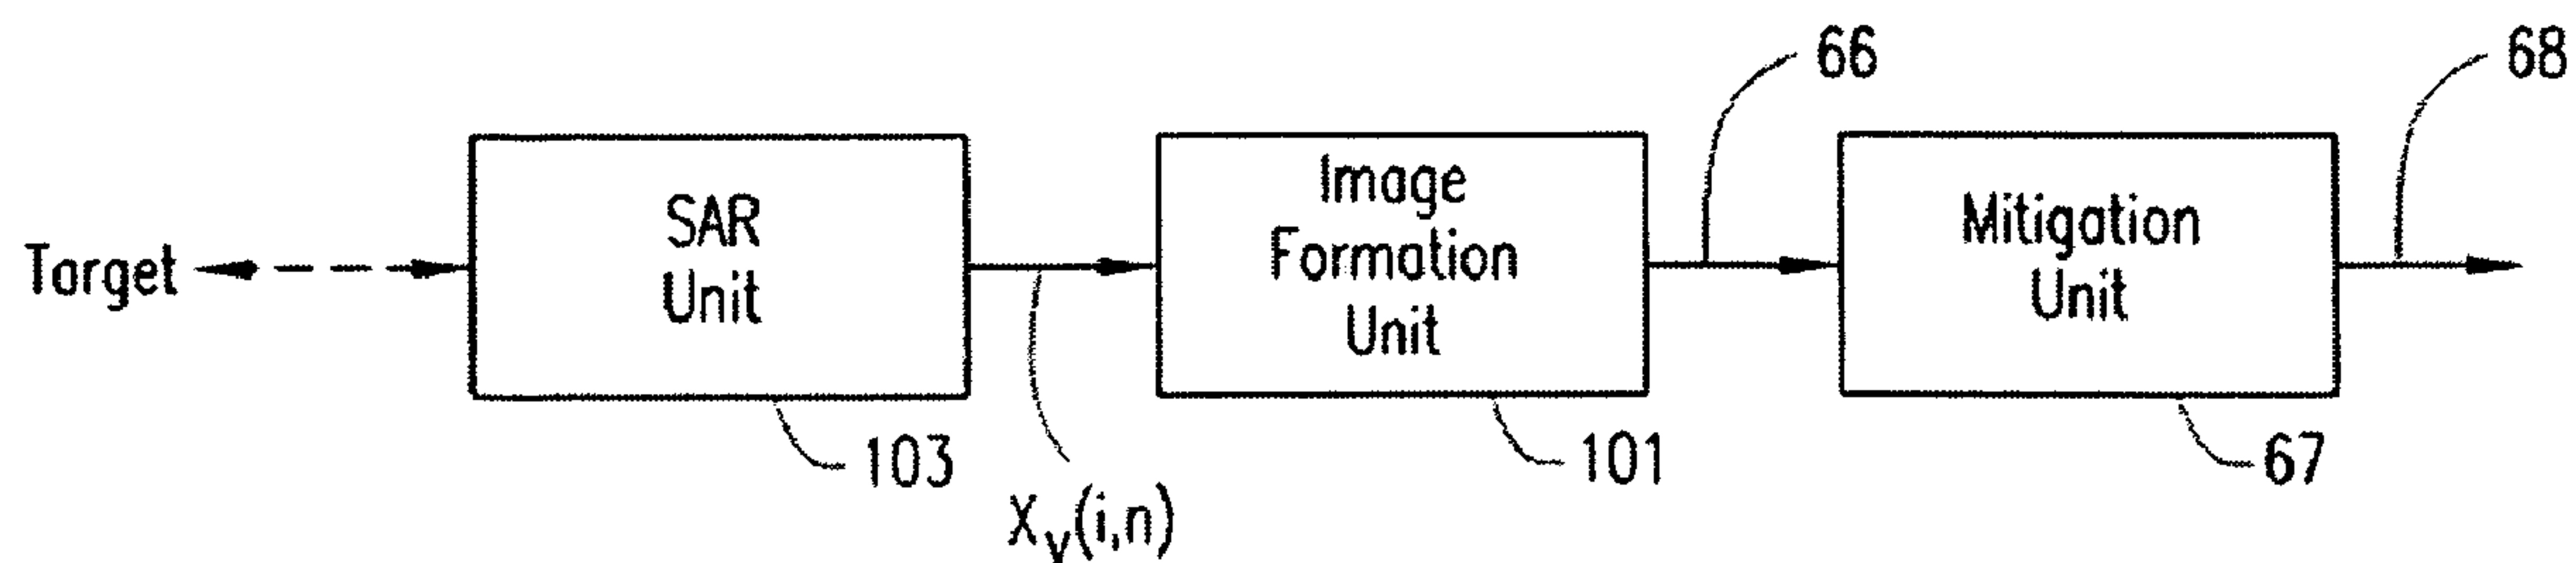 66
68
Target
SAR
Unit
Image
Formation
Unit
Mitigation
Unit
103
X_v(i,n)
101
67